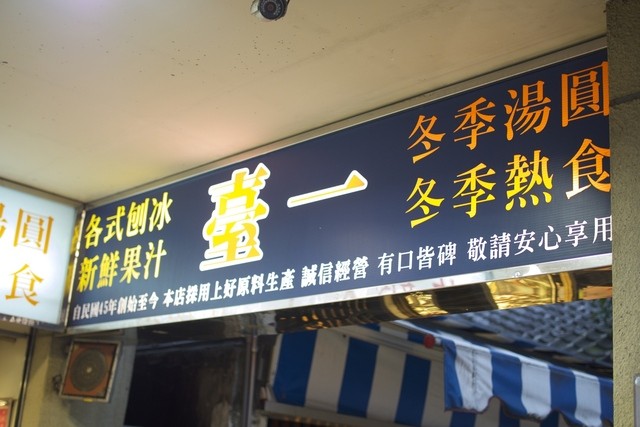 湯圓
食
各式刨冰
新鮮果汁
臺一
冬季湯圓
冬季熱食
自民國45年創始至今 本店採用上好原料生產 誠信經營 有口皆碑 敬請安心享用